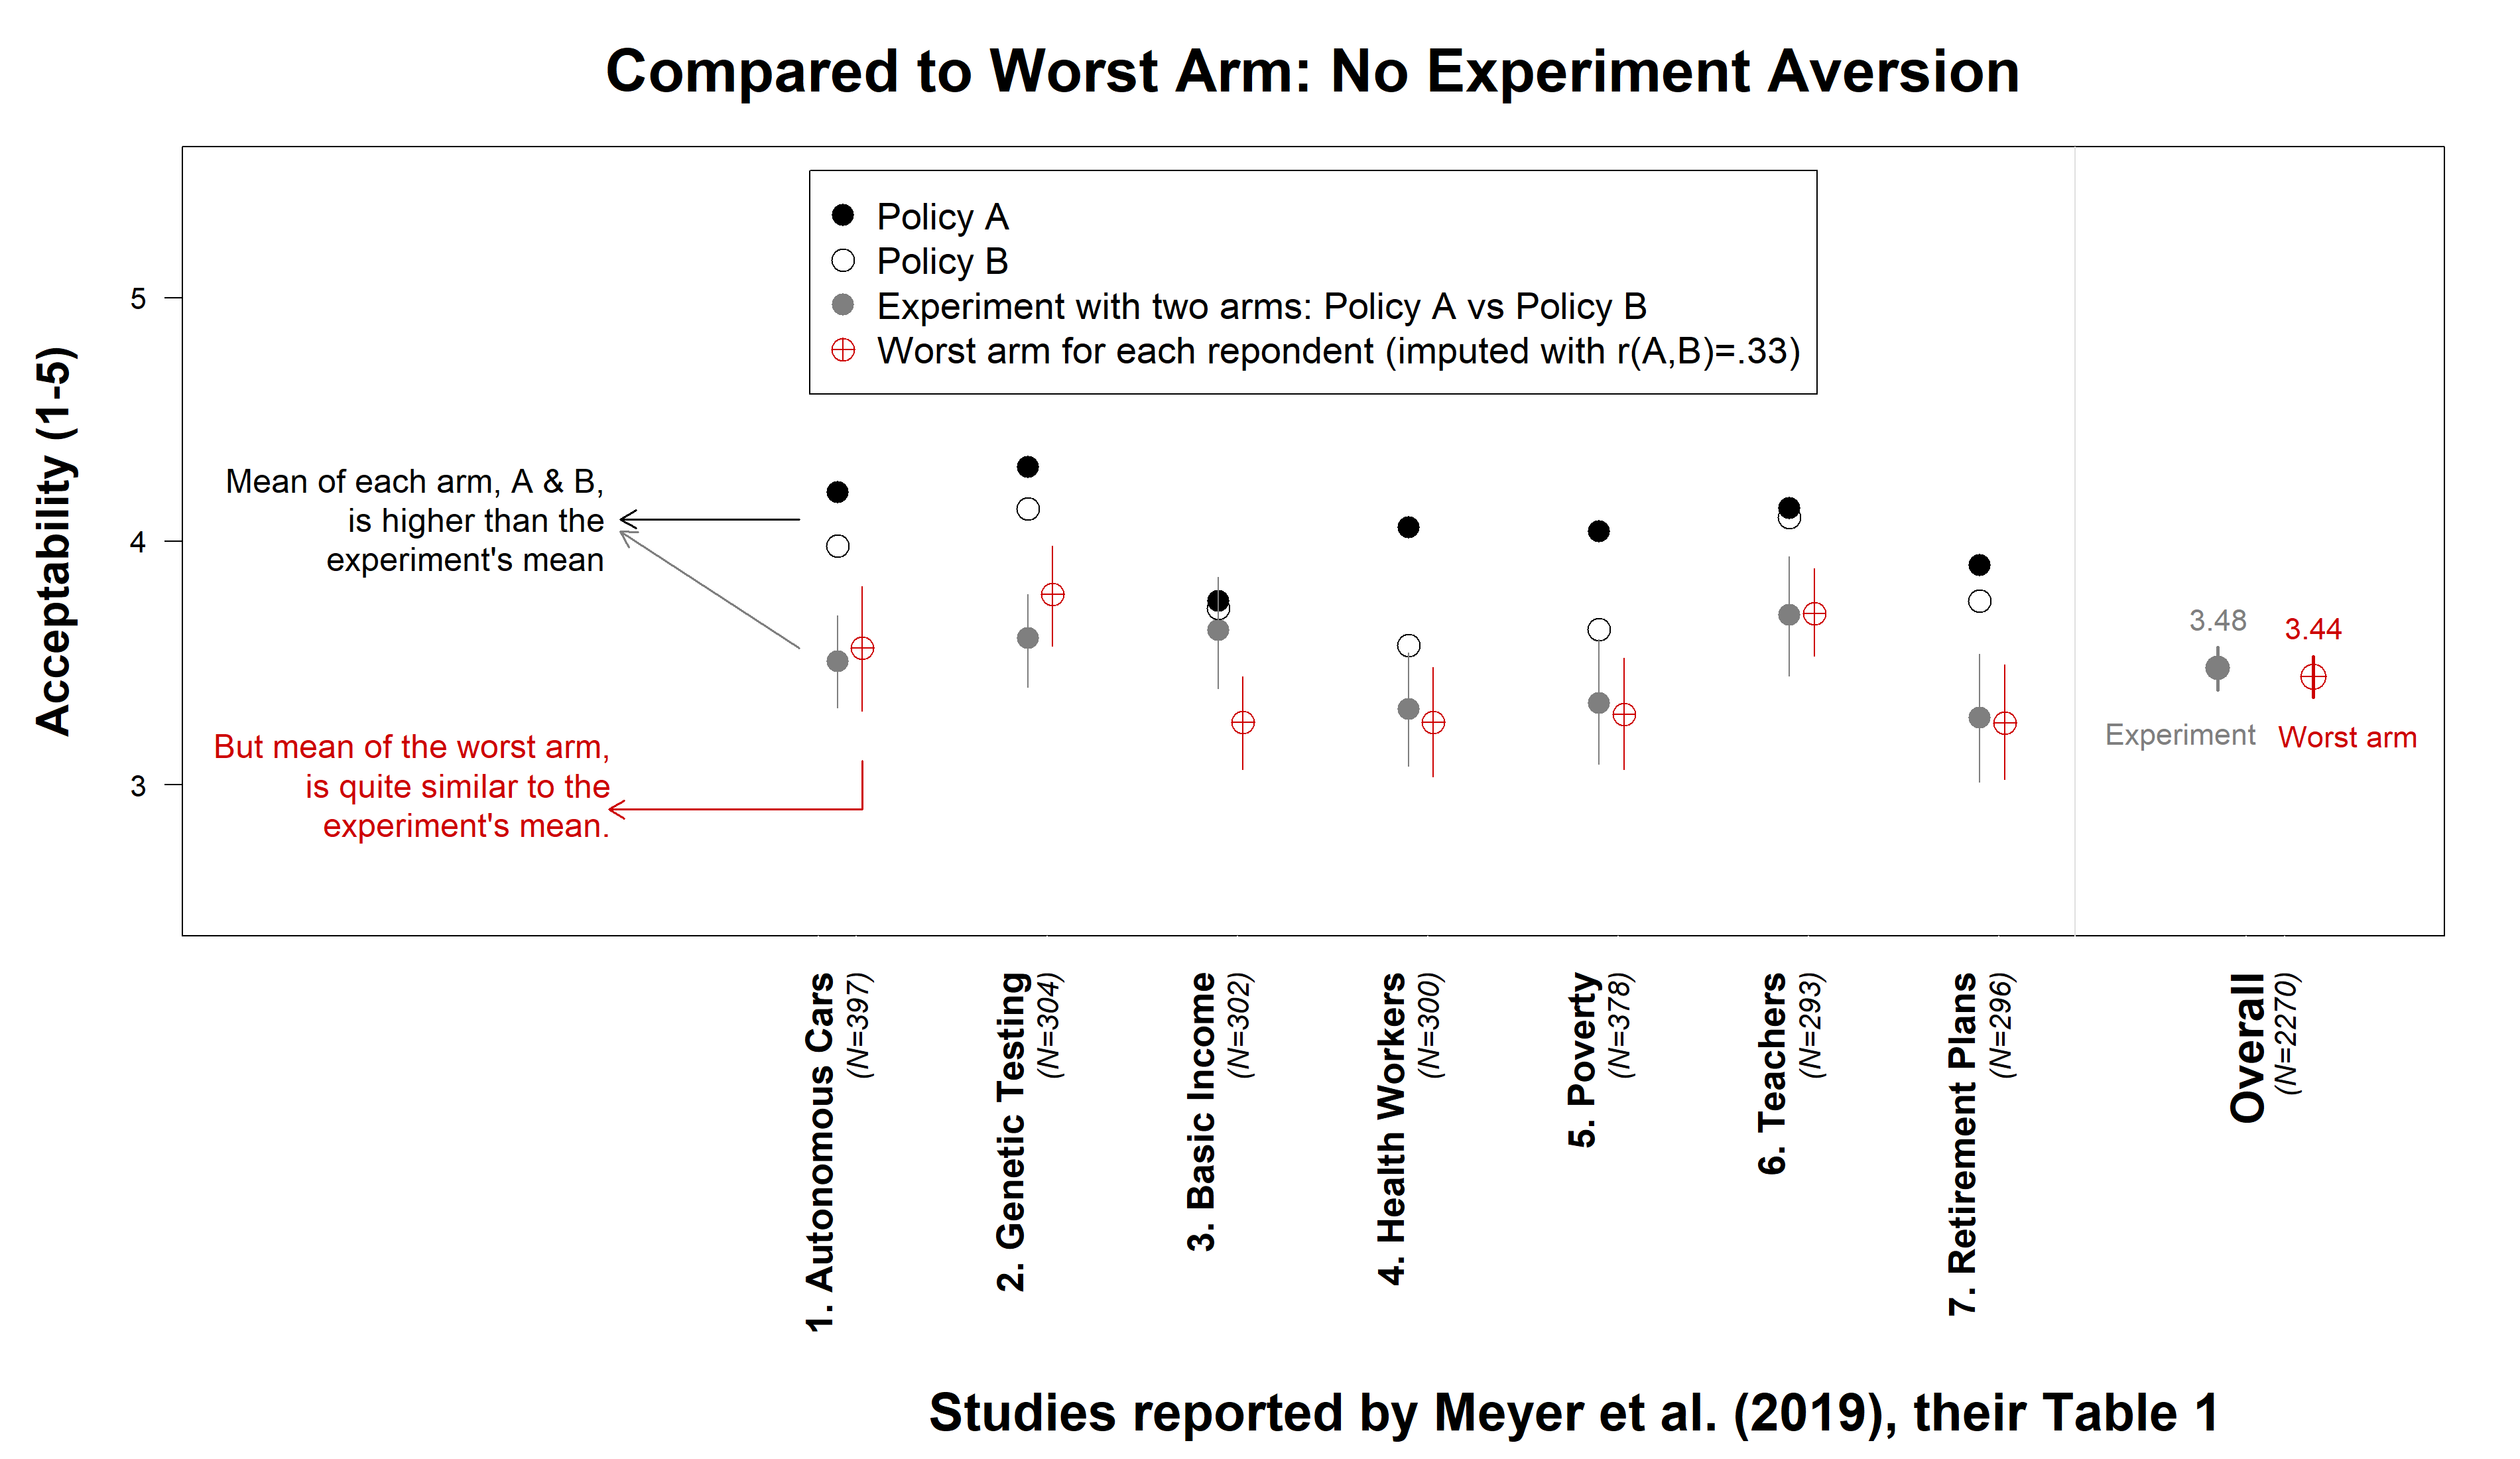 Compared to Worst Arm: No Experiment Aversion
Policy A
Policy B
Experiment with two arms: Policy A vs Policy B
Worst arm for each repondent (imputed with r(A,B)=.33)
Acceptability (1-5)
5
4
3
Mean of each arm, A & B,
is higher than the
experiment's mean
But mean of the worst arm,
is quite similar to the
experiment's mean.
3.48
3.44
Experiment
Worst arm
1. Autonomous Cars
(N=397)
2. Genetic Testing
(N=304)
3. Basic Income
(N=302)
4. Health Workers
(N=300)
5. Poverty
(N=378)
6. Teachers
(N=293)
7. Retirement Plans
(N=296)
Overall
(N=2270)
Studies reported by Meyer et al. (2019), their Table 1